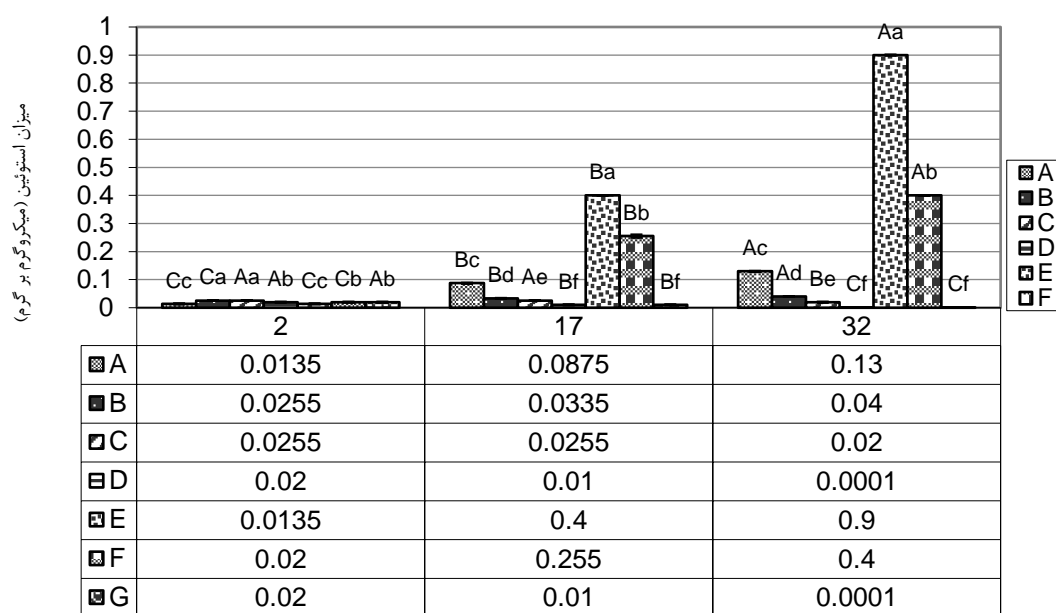 میزان استوئین (میکروگرم بر گرم)
1
0.9
0.8
0.7
0.6
0.5
0.4
0.3
0.2
0.1
0
Cc Ca Aa Ab Cc Cb Ab
Bc Bd Ae Bf Ba Bb Bf
Ac Ad Be Cf Aa Ab Cf
2 17 32
A 0.0135 0.0875 0.13
B 0.0255 0.0335 0.04
C 0.0255 0.0255 0.02
D 0.02 0.01 0.0001
E 0.0135 0.4 0.9
F 0.02 0.255 0.4
G 0.02 0.01 0.0001
A
B
C
D
E
F